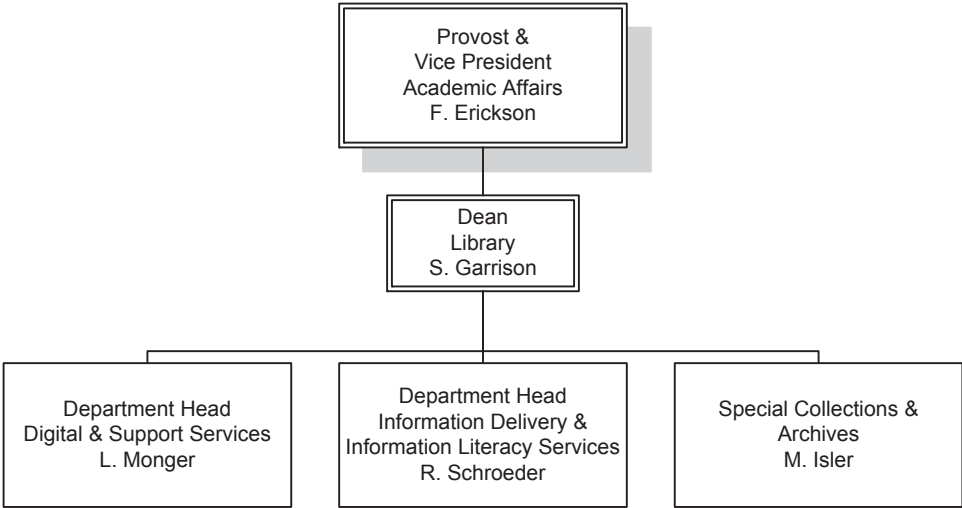 Provost &
Vice President
Academic Affairs
F. Erickson
Dean
Library
S. Garrison
Department Head
Digital & Support Services
L. Monger
Department Head
Information Delivery &
Information Literacy Services
R. Schroeder
Special Collections &
Archives
M. Isler